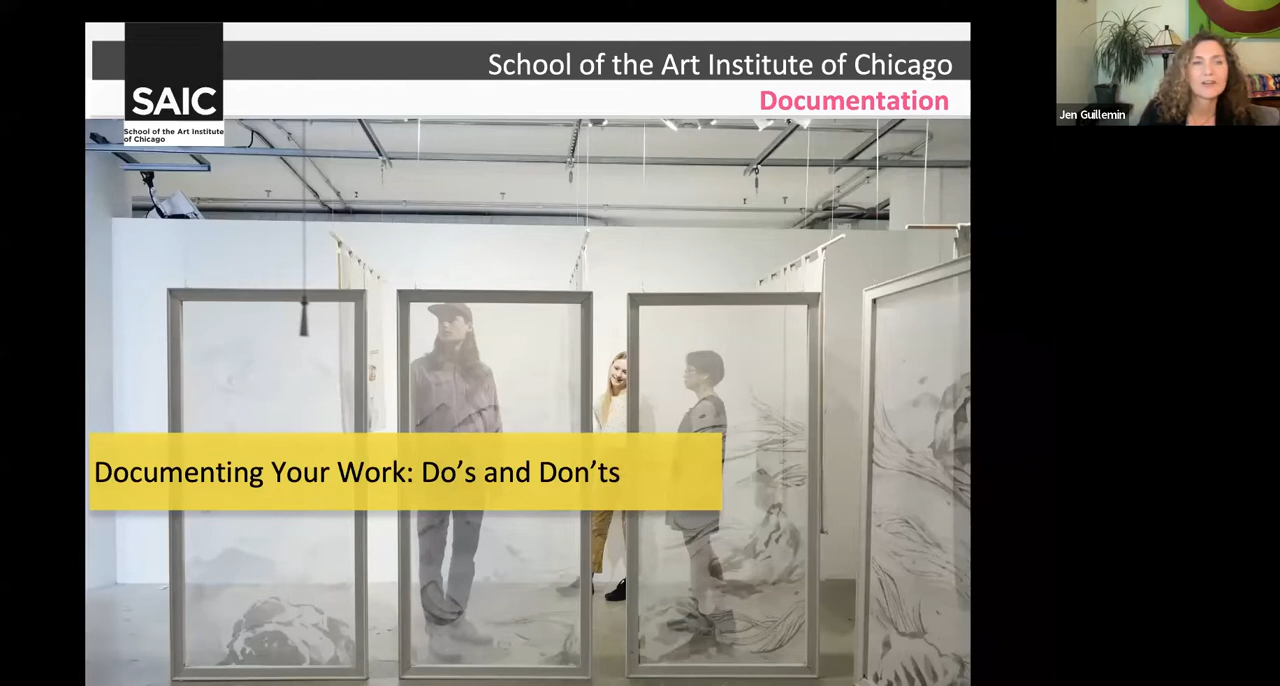 School of the Art Institute of Chicago
Documentation
SAIC
School of the Art Institute
of Chicago
Jen Guillemin
Documenting Your Work: Do’s and Don’ts